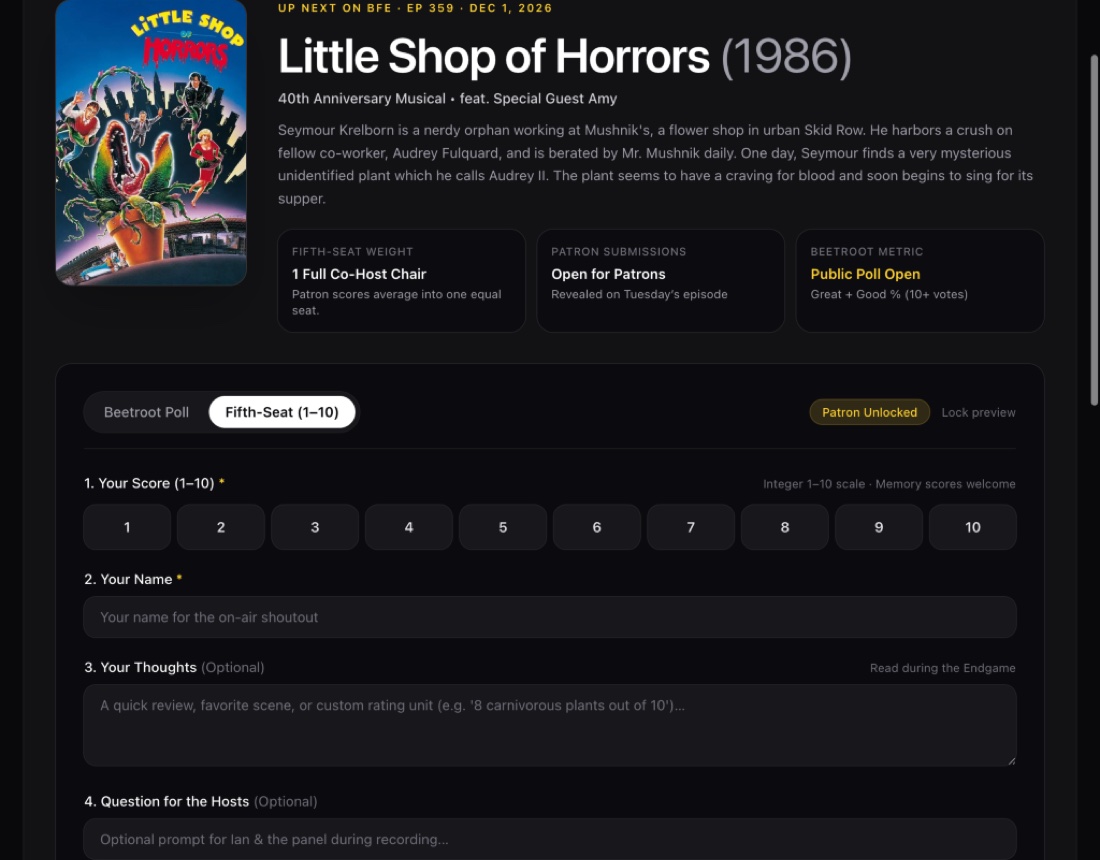 LITTLE SHOP
OF
HORRORS
UP NEXT ON BFE · EP 359 · DEC 1, 2026
Little Shop of Horrors (1986)
40th Anniversary Musical • feat. Special Guest Amy
Seymour Krelborn is a nerdy orphan working at Mushnik's, a flower shop in urban Skid Row. He harbors a crush on
fellow co-worker, Audrey Fulquard, and is berated by Mr. Mushnik daily. One day, Seymour finds a very mysterious
unidentified plant which he calls Audrey II. The plant seems to have a craving for blood and soon begins to sing for its
supper.
FIFTH-SEAT WEIGHT
1 Full Co-Host Chair
Patron scores average into one equal
seat.
PATRON SUBMISSIONS
Open for Patrons
Revealed on Tuesday's episode
BEETROOT METRIC
Public Poll Open
Great + Good % (10+ votes)
Beetroot Poll
Fifth-Seat (1–10)
Patron Unlocked
Lock preview
1. Your Score (1–10) *
Integer 1–10 scale · Memory scores welcome
1 2 3 4 5 6 7 8 9 10
2. Your Name *
Your name for the on-air shoutout
3. Your Thoughts (Optional)
Read during the Endgame
A quick review, favorite scene, or custom rating unit (e.g. '8 carnivorous plants out of 10')...
4. Question for the Hosts (Optional)
Optional prompt for Ian & the panel during recording...